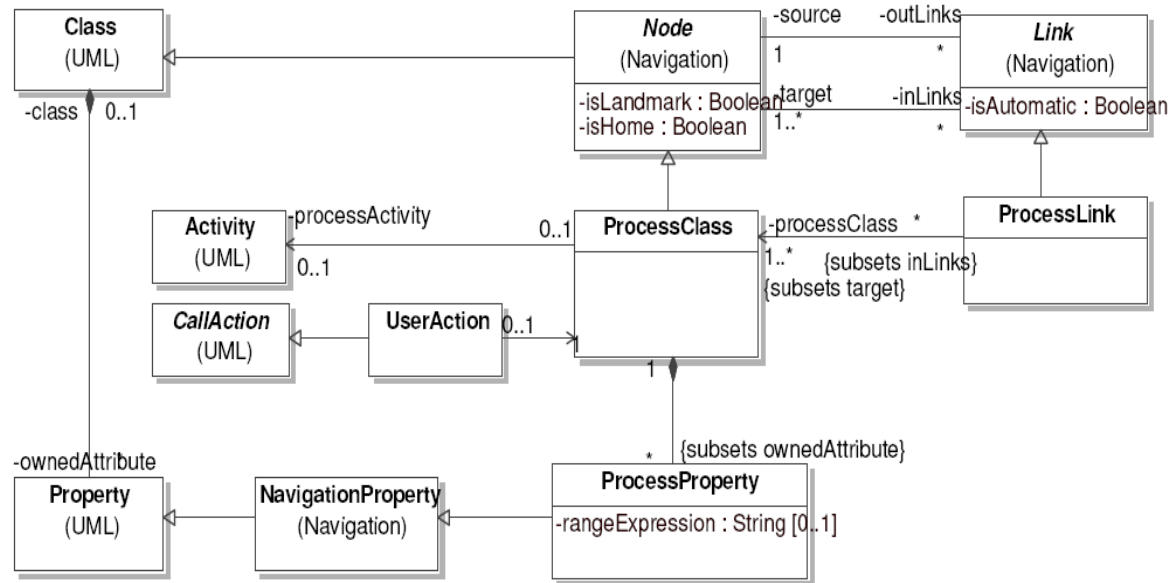 Class
(UML)
-class
0..1
Node
(Navigation)
-isLandmark : Boolean
-isHome : Boolean
-source
-outLinks
1
*
-target
-inLinks
1..*
*
Link
(Navigation)
-isAutomatic : Boolean
Activity
(UML)
-processActivity
0..1
0..1
ProcessClass
-processClass
*
1..*
{subsets inLinks}
{subsets target}
ProcessLink
CallAction
(UML)
UserAction
0..1
1
1
*
{subsets ownedAttribute}
-ownedAttribute
*
Property
(UML)
NavigationProperty
(Navigation)
ProcessProperty
-rangeExpression : String [0..1]